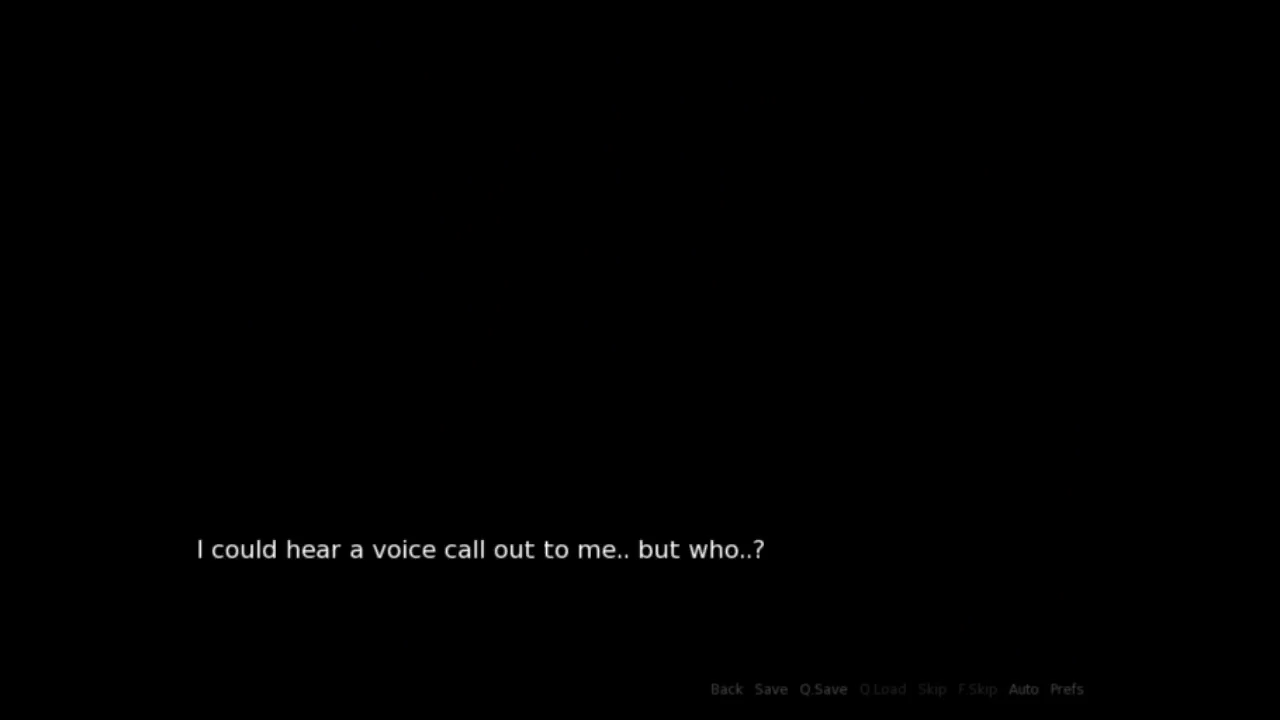 I could hear a voice call out to me.. but who..?
Back Save Q.Save Q.Load Skip F.Skip Auto Prefs